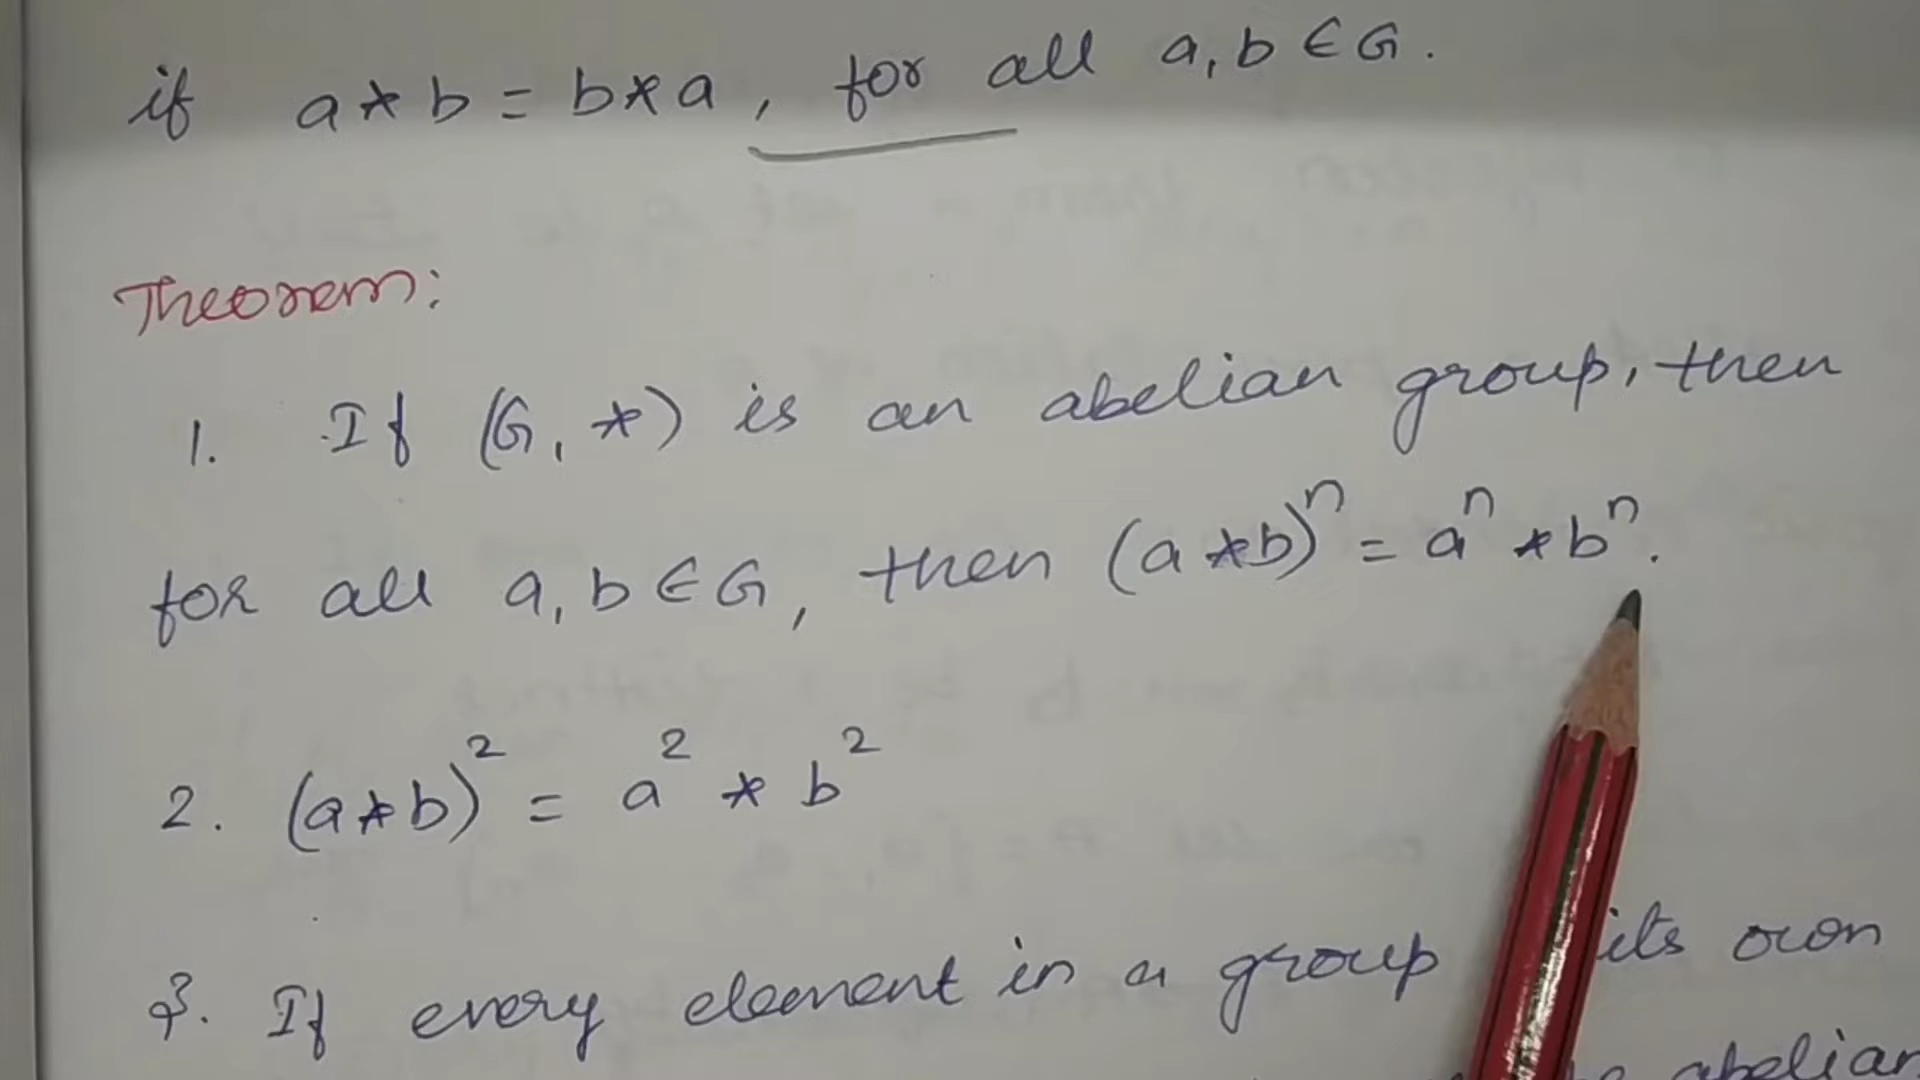 if a * b = b * a, for all a, b ∈ G.
Theorem:
1. If (G, *) is an abelian group, then
for all a, b ∈ G, then (a * b)ⁿ = aⁿ * bⁿ.
2. (a * b)² = a² * b²
3. If every element in a group its own
abelian